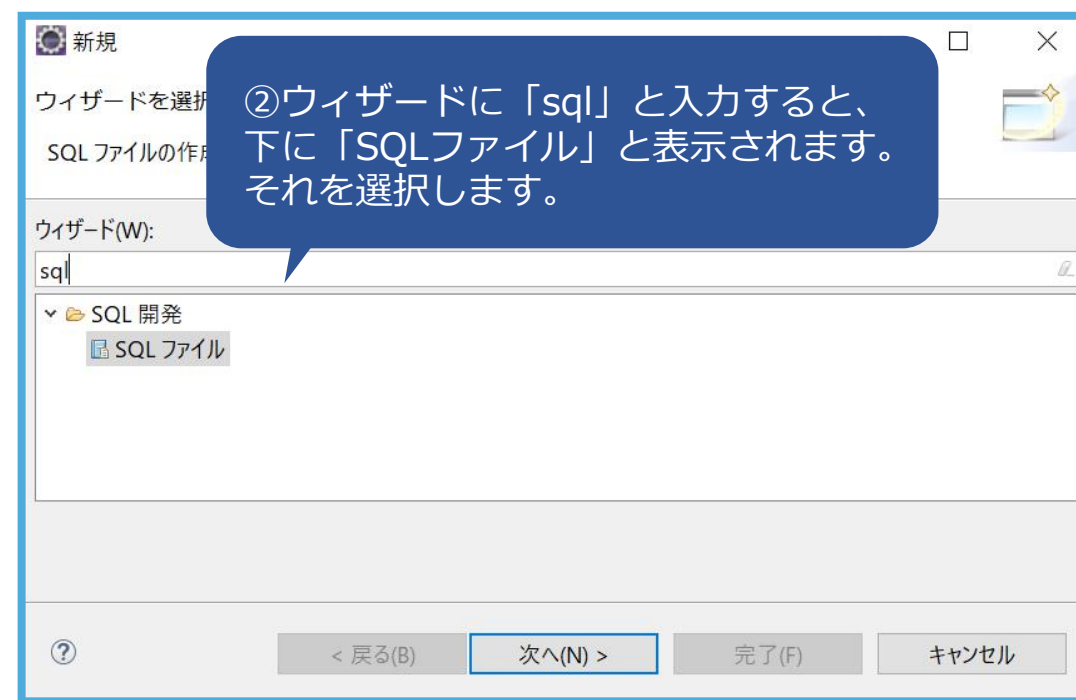 新規
ウィザードを選択
SQL ファイルの作成
②ウィザードに「sql」と入力すると、
下に「SQLファイル」と表示されます。
それを選択します。
ウィザード(W):
sql
SQL 開発
SQL ファイル
< 戻る(B)
次へ(N) >
完了(F)
キャンセル